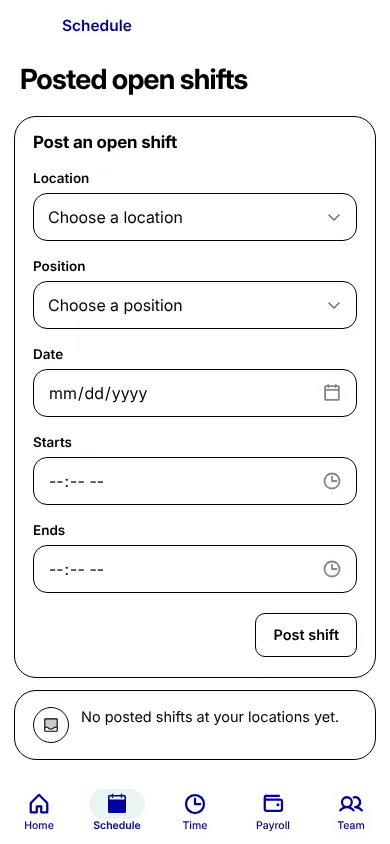 Schedule
Posted open shifts
Post an open shift
Location
Choose a location
Position
Choose a position
Date
mm/dd/yyyy
Starts
--:-- --
Ends
--:-- --
Post shift
No posted shifts at your locations yet.
Home
Schedule
Time
Payroll
Team